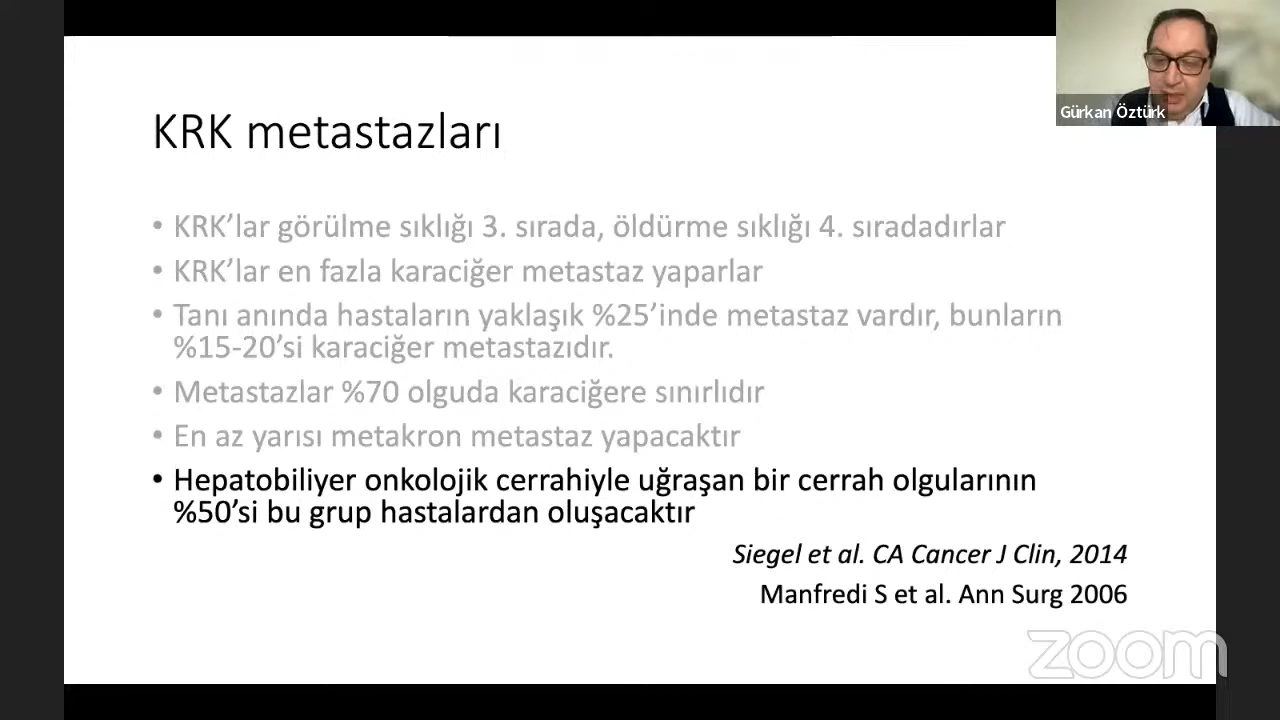 Gürkan Öztürk
KRK metastazları
• KRK’lar görülme sıklığı 3. sırada, öldürme sıklığı 4. sıradadırlar
• KRK’lar en fazla karaciğer metastaz yaparlar
• Tanı anında hastaların yaklaşık %25’inde metastaz vardır, bunların
%15-20’si karaciğer metastazıdır.
• Metastazlar %70 olguda karaciğere sınırlıdır
• En az yarısı metakron metastaz yapacaktır
• Hepatobiliyer onkolojik cerrahiyle uğraşan bir cerrah olgularının
%50’si bu grup hastalardan oluşacaktır
Siegel et al. CA Cancer J Clin, 2014
Manfredi S et al. Ann Surg 2006
zoom